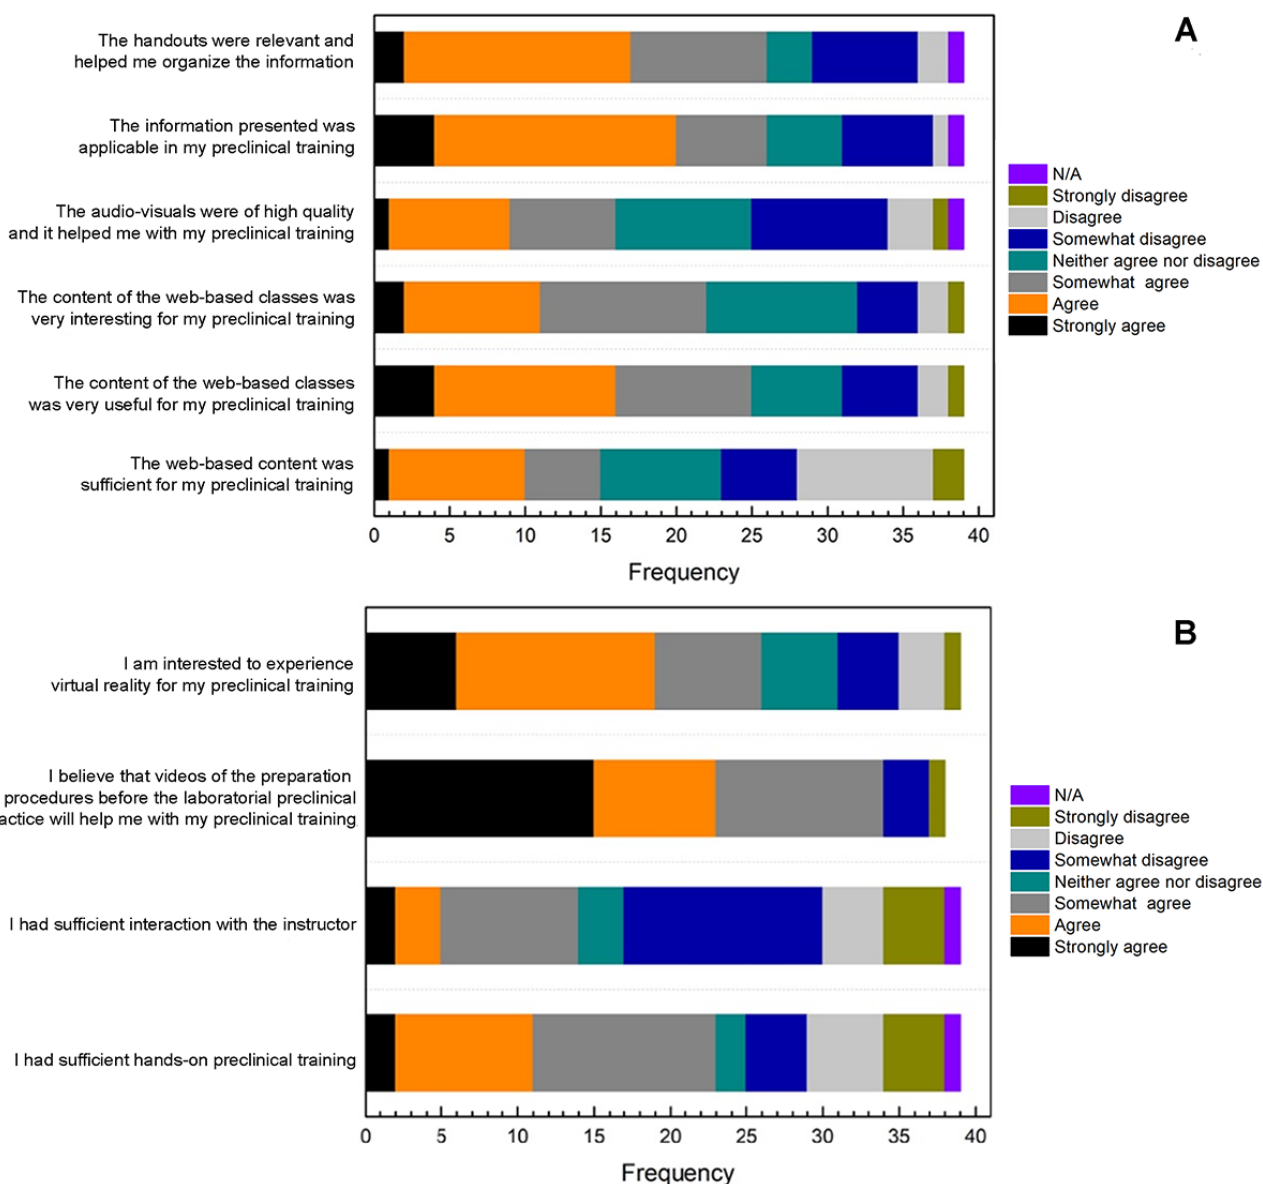 A
The handouts were relevant and
helped me organize the information
The information presented was
applicable in my preclinical training
The audio-visuals were of high quality
and it helped me with my preclinical training
The content of the web-based classes was
very interesting for my preclinical training
The content of the web-based classes
was very useful for my preclinical training
The web-based content was
sufficient for my preclinical training
N/A
Strongly disagree
Disagree
Somewhat disagree
Neither agree nor disagree
Somewhat agree
Agree
Strongly agree
0 5 10 15 20 25 30 35 40
Frequency
B
I am interested to experience
virtual reality for my preclinical training
I believe that videos of the preparation
procedures before the laboratorial preclinical
actice will help me with my preclinical training
I had sufficient interaction with the instructor
I had sufficient hands-on preclinical training
N/A
Strongly disagree
Disagree
Somewhat disagree
Neither agree nor disagree
Somewhat agree
Agree
Strongly agree
0 5 10 15 20 25 30 35 40
Frequency